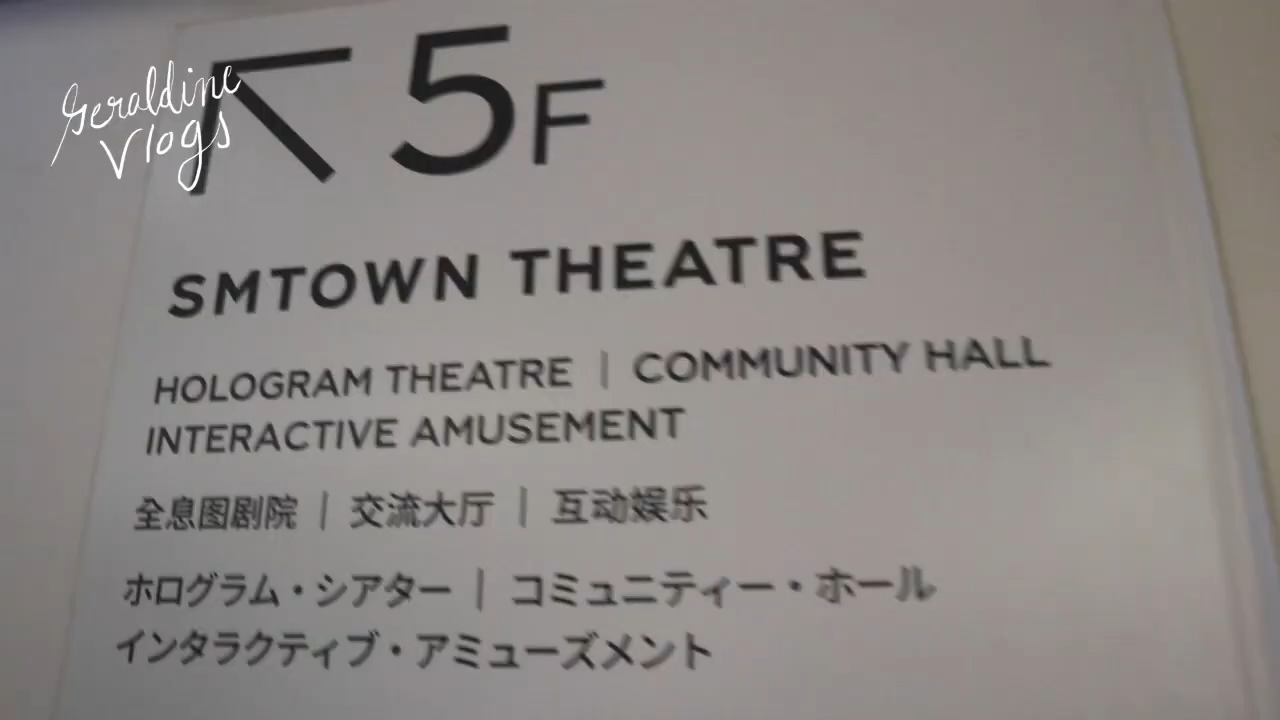 Geraldine
Vlogs
5F
SMTOWN THEATRE
HOLOGRAM THEATRE | COMMUNITY HALL
INTERACTIVE AMUSEMENT
全息图剧院 | 交流大厅 | 互动娱乐
ホログラム・シアター | コミュニティー・ホール
インタラクティブ・アミューズメント